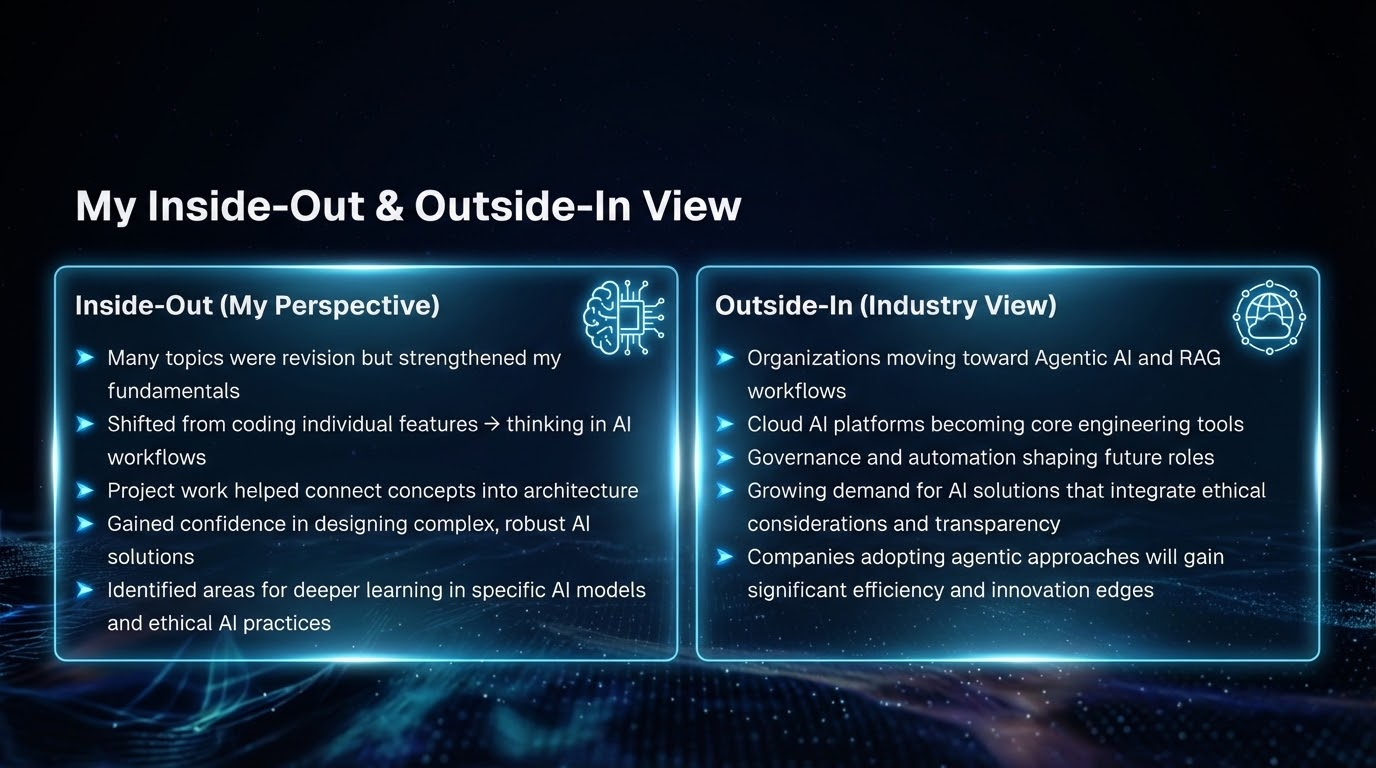 My Inside-Out & Outside-In View
Inside-Out (My Perspective)
Many topics were revision but strengthened my
fundamentals
Shifted from coding individual features → thinking in AI
workflows
Project work helped connect concepts into architecture
Gained confidence in designing complex, robust AI
solutions
Identified areas for deeper learning in specific AI models
and ethical AI practices
Outside-In (Industry View)
Organizations moving toward Agentic AI and RAG
workflows
Cloud AI platforms becoming core engineering tools
Governance and automation shaping future roles
Growing demand for AI solutions that integrate ethical
considerations and transparency
Companies adopting agentic approaches will gain
significant efficiency and innovation edges